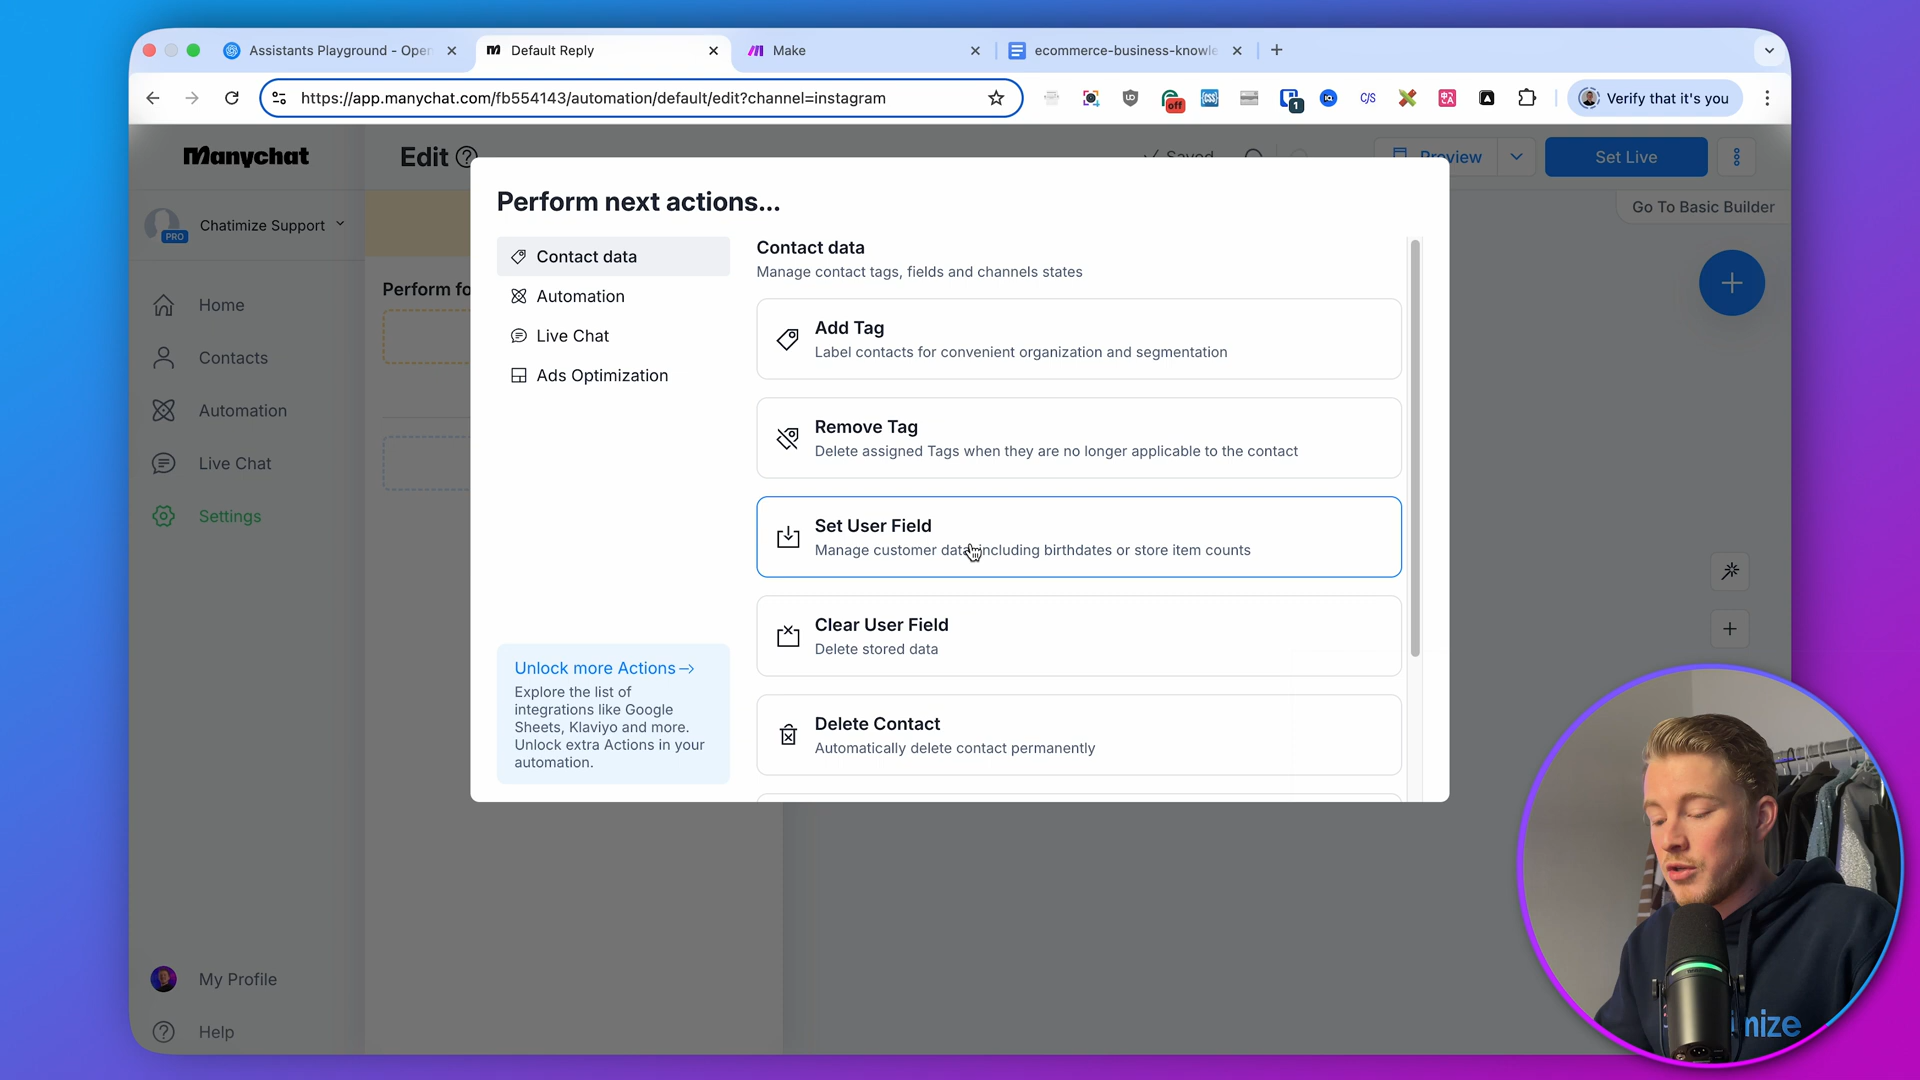 Assistants Playground - Open
Default Reply
Make
ecommerce-business-knowle
https://app.manychat.com/fb554143/automation/default/edit?channel=instagram
off
1
C/S
Verify that it's you
Manychat
Edit
Saved
Preview
Set Live
Go To Basic Builder
PRO
Chatimize Support
Home
Contacts
Automation
Live Chat
Settings
My Profile
Help
Perform fo
Perform next actions...
Contact data
Automation
Live Chat
Ads Optimization
Unlock more Actions
Explore the list of
integrations like Google
Sheets, Klaviyo and more.
Unlock extra Actions in your
automation.
Contact data
Manage contact tags, fields and channels states
Add Tag
Label contacts for convenient organization and segmentation
Remove Tag
Delete assigned Tags when they are no longer applicable to the contact
Set User Field
Manage customer data including birthdates or store item counts
Clear User Field
Delete stored data
Delete Contact
Automatically delete contact permanently
mize